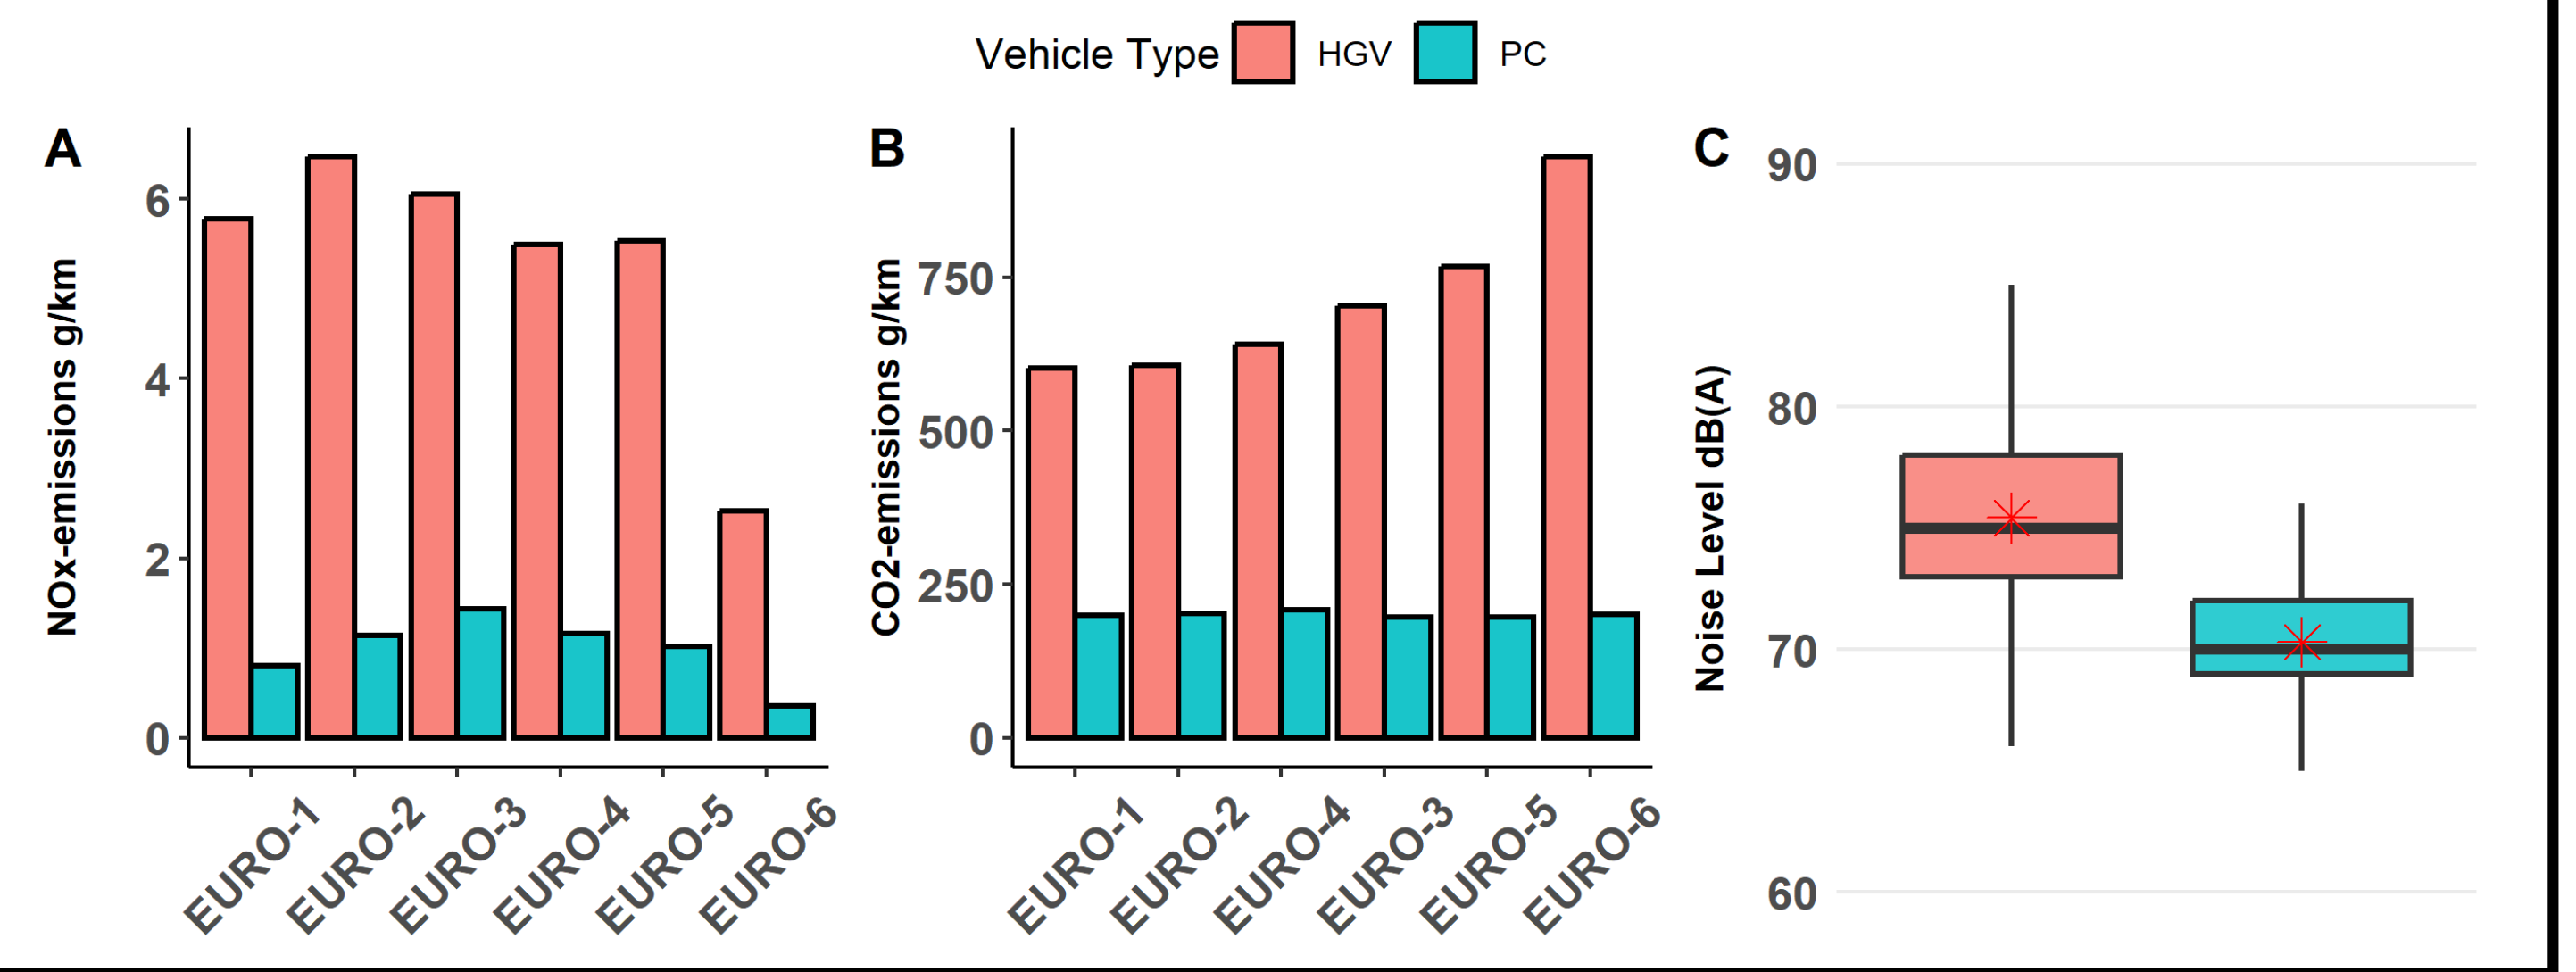 Vehicle Type HGV PC
A
NOx-emissions g/km
6
4
2
0
EURO-1 EURO-2 EURO-3 EURO-4 EURO-5 EURO-6
B
CO2-emissions g/km
750
500
250
0
EURO-1 EURO-2 EURO-4 EURO-3 EURO-5 EURO-6
C
Noise Level dB(A)
90
80
70
60